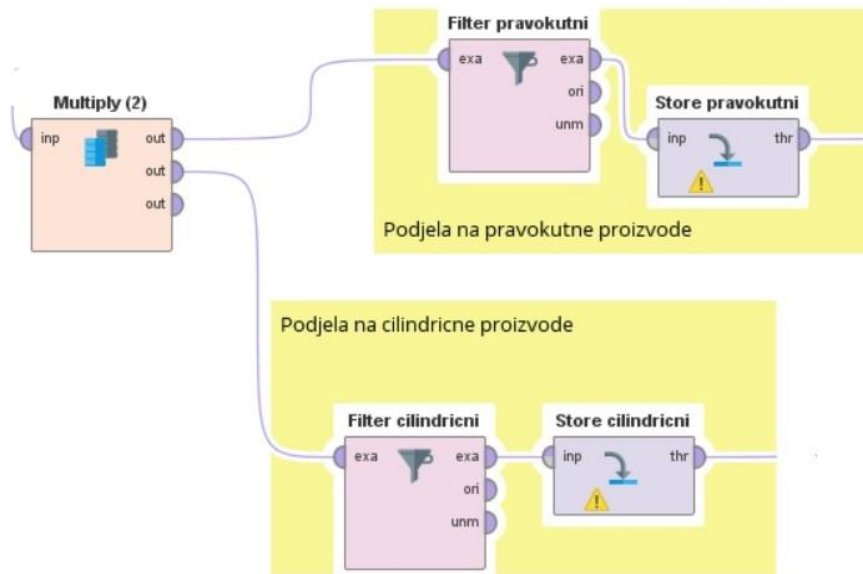 Filter pravokutni
exa exa
ori
unm
Multiply (2)
inp out
out
out
Store pravokutni
inp thr
Podjela na pravokutne proizvode
Podjela na cilindricne proizvode
Filter cilindricni
exa exa
ori
unm
Store cilindricni
inp thr